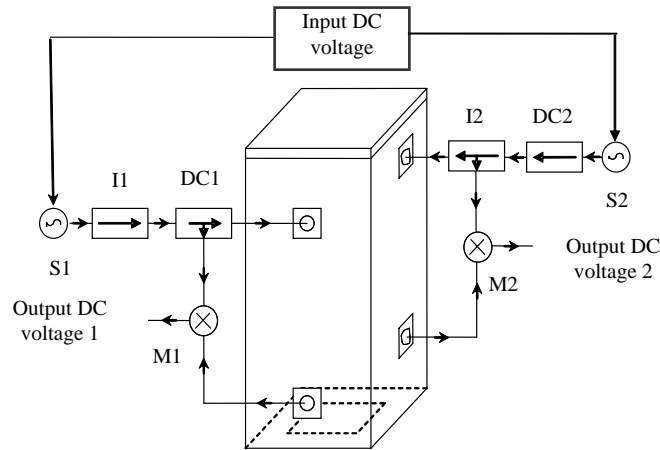 Input DC
voltage
I2
DC2
I1
DC1
S2
S1
Output DC
voltage 2
M2
Output DC
voltage 1
M1